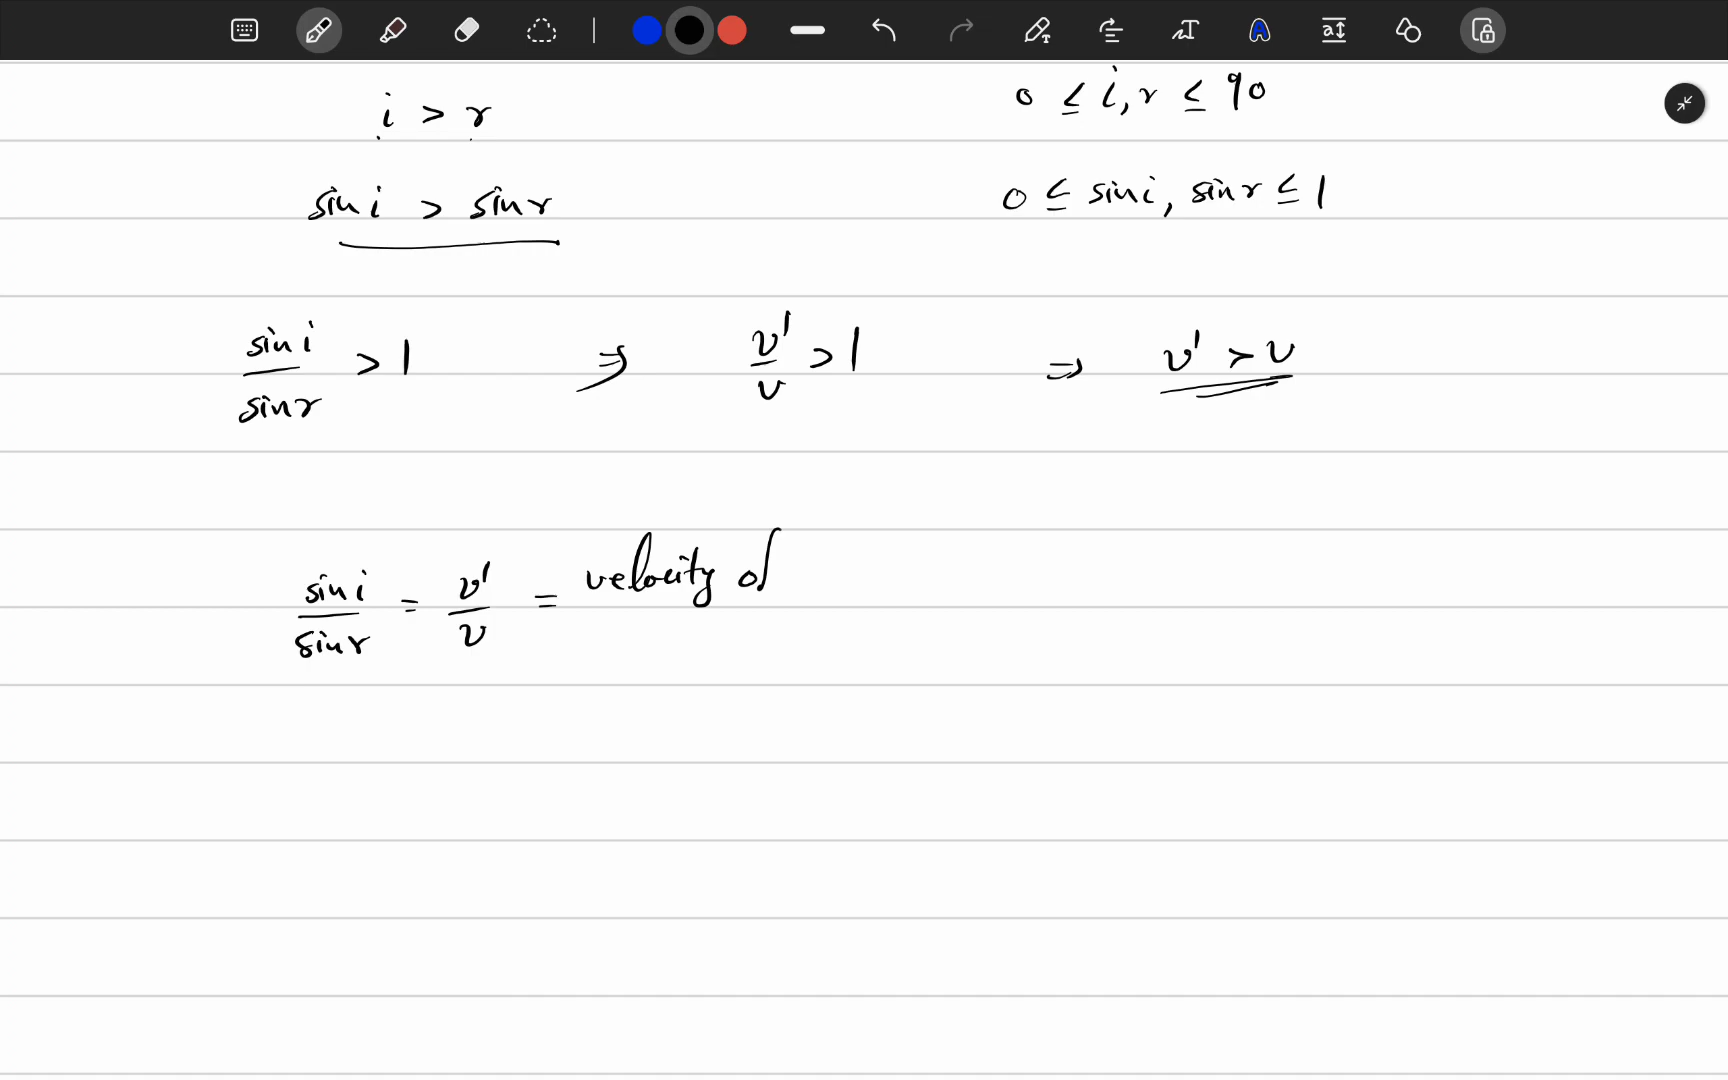 i > r
0 ≤ i, r ≤ 90
sin i > sin r
0 ≤ sin i, sin r ≤ 1
sin i / sin r > 1 ⇒ v' / v > 1 ⇒ v' > v
sin i / sin r = v' / v = velocity of